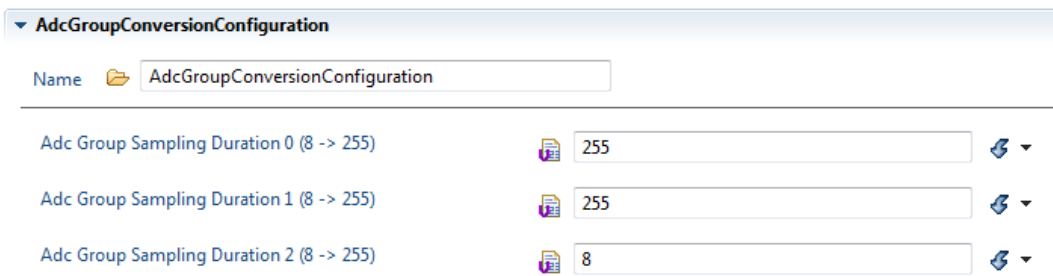 AdcGroupConversionConfiguration
Name AdcGroupConversionConfiguration
Adc Group Sampling Duration 0 (8 -> 255) 255
Adc Group Sampling Duration 1 (8 -> 255) 255
Adc Group Sampling Duration 2 (8 -> 255) 8